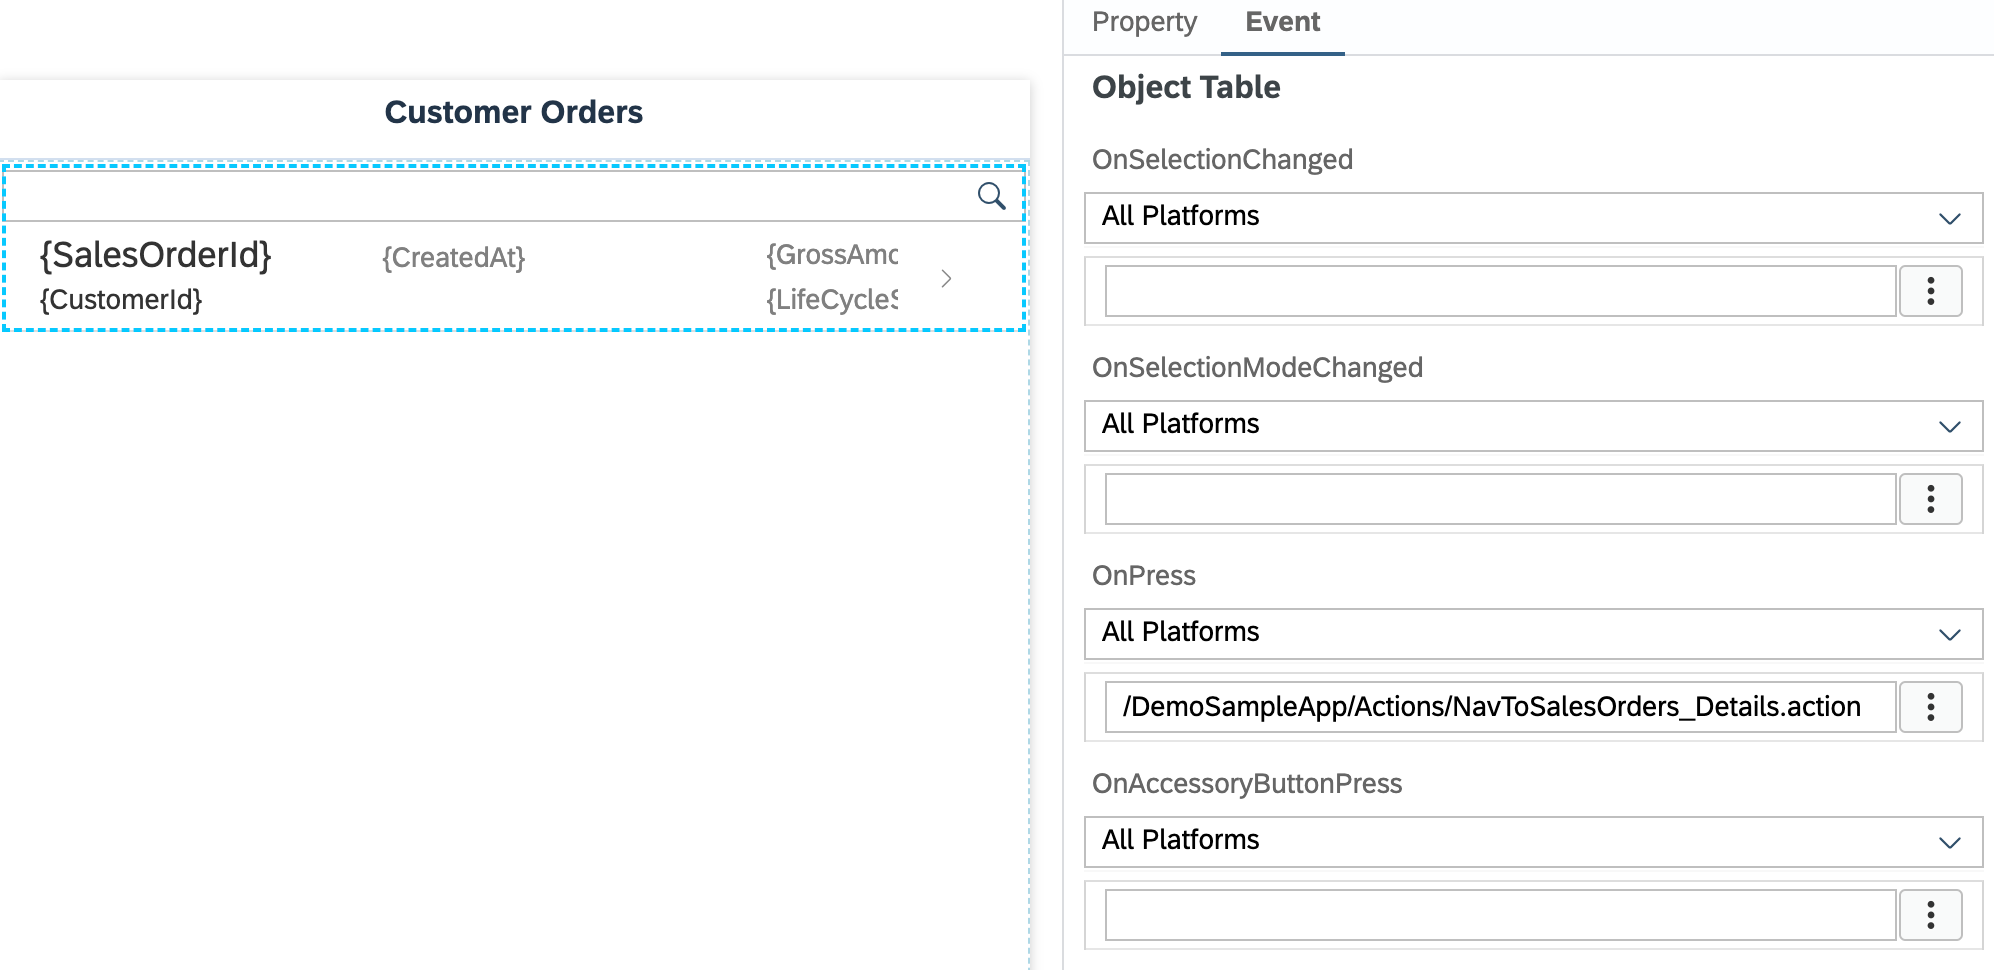 Customer Orders
{SalesOrderId}
{CreatedAt}
{GrossAmo
{CustomerId}
{LifeCycleS
Property
Event
Object Table
OnSelectionChanged
All Platforms
OnSelectionModeChanged
All Platforms
OnPress
All Platforms
/DemoSampleApp/Actions/NavToSalesOrders_Details.action
OnAccessoryButtonPress
All Platforms